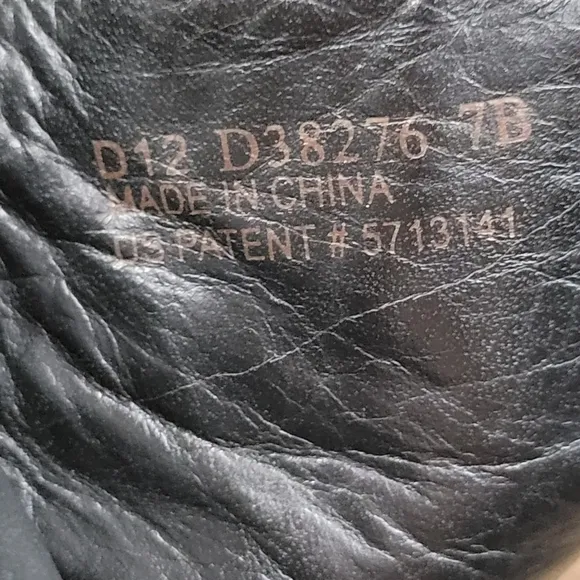 D12 D38276 7B
MADE IN CHINA
US PATENT # 5713141